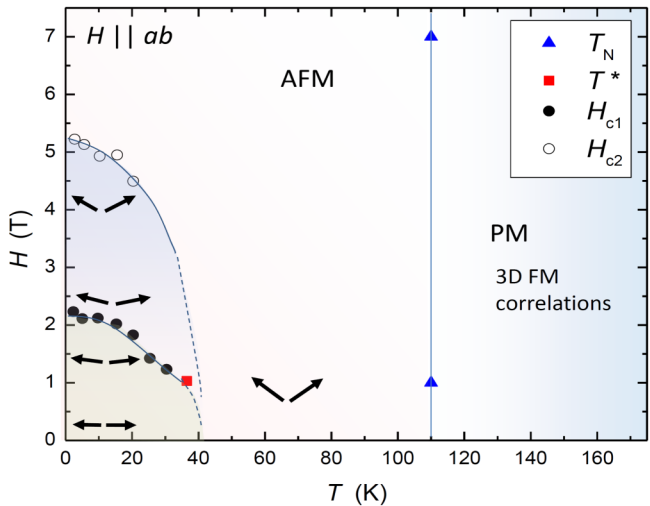 H || ab
AFM
T_N
T *
H_c1
H_c2
PM
3D FM
correlations
7
6
5
4
3
2
1
0
H (T)
0 20 40 60 80 100 120 140 160
T (K)